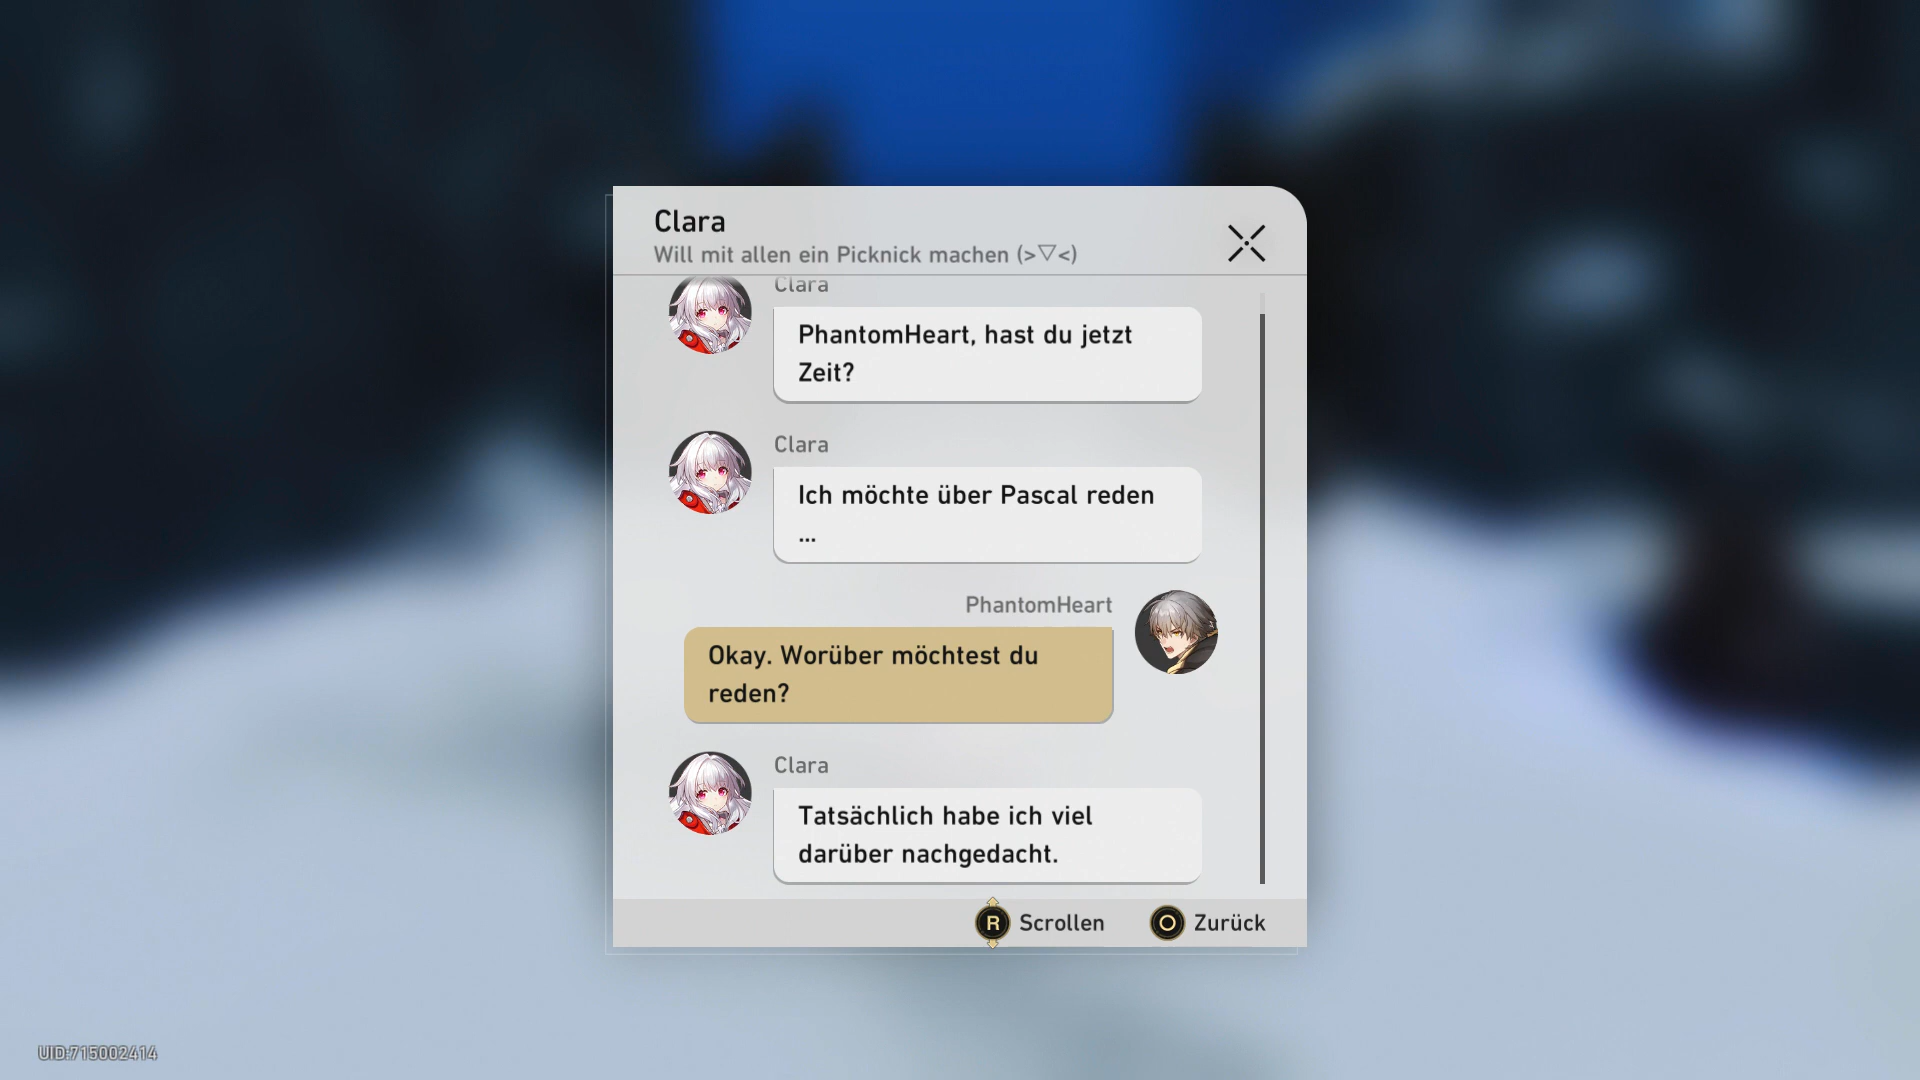 Clara
Will mit allen ein Picknick machen (>▽<)
Clara
PhantomHeart, hast du jetzt
Zeit?
Clara
Ich möchte über Pascal reden
...
PhantomHeart
Okay. Worüber möchtest du
reden?
Clara
Tatsächlich habe ich viel
darüber nachgedacht.
R Scrollen
Zurück
UID:715002414